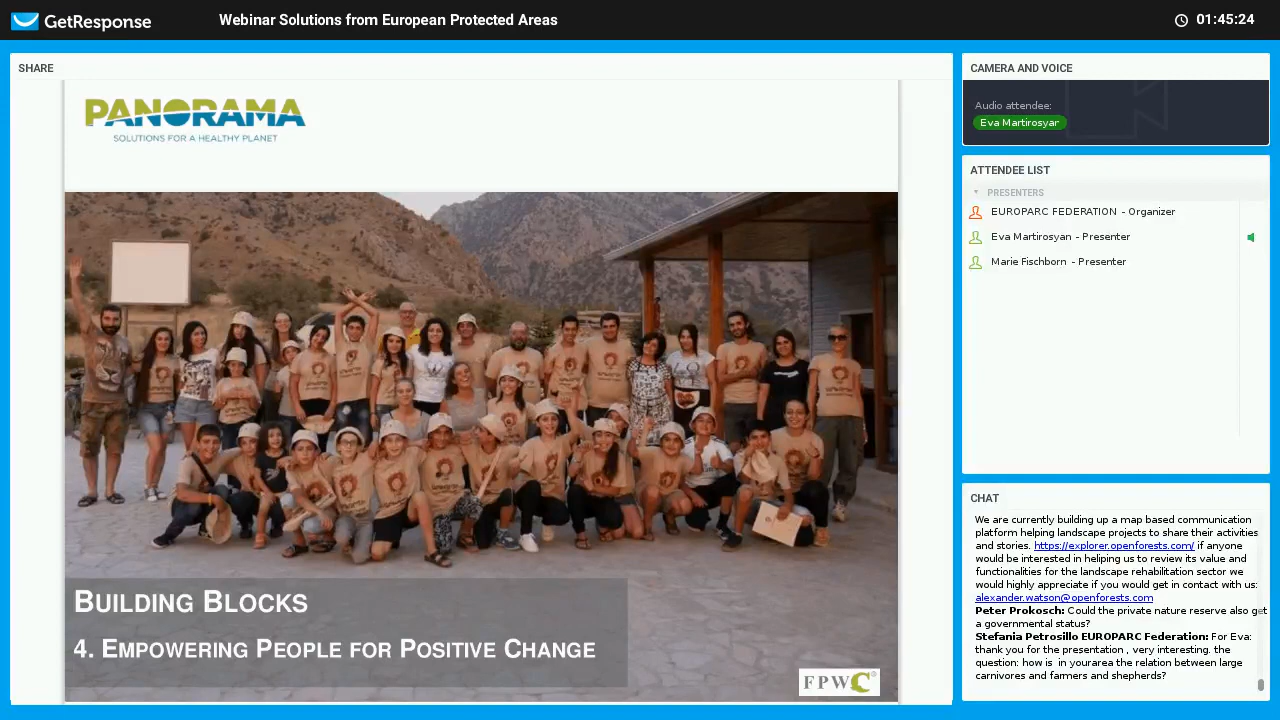 GetResponse
Webinar Solutions from European Protected Areas
01:45:24
SHARE
PANORAMA
SOLUTIONS FOR A HEALTHY PLANET
BUILDING BLOCKS
4. EMPOWERING PEOPLE FOR POSITIVE CHANGE
FPWC
CAMERA AND VOICE
Audio attendee:
Eva Martirosyar
ATTENDEE LIST
PRESENTERS
EUROPARC FEDERATION - Organizer
Eva Martirosyan - Presenter
Marie Fischborn - Presenter
CHAT
We are currently building up a map based communication
platform helping landscape projects to share their activities
and stories. https://explorer.openforests.com/ if anyone
would be interested in heliping us to review its value and
functionalities for the landscape rehabilitation sector we
would highly appreciate if you would get in contact with us:
alexander.watson@openforests.com
Peter Prokosch: Could the private nature reserve also get
a governmental status?
Stefania Petrosillo EUROPARC Federation: For Eva:
thank you for the presentation , very interesting. the
question: how is in yourarea the relation between large
carnivores and farmers and shepherds?